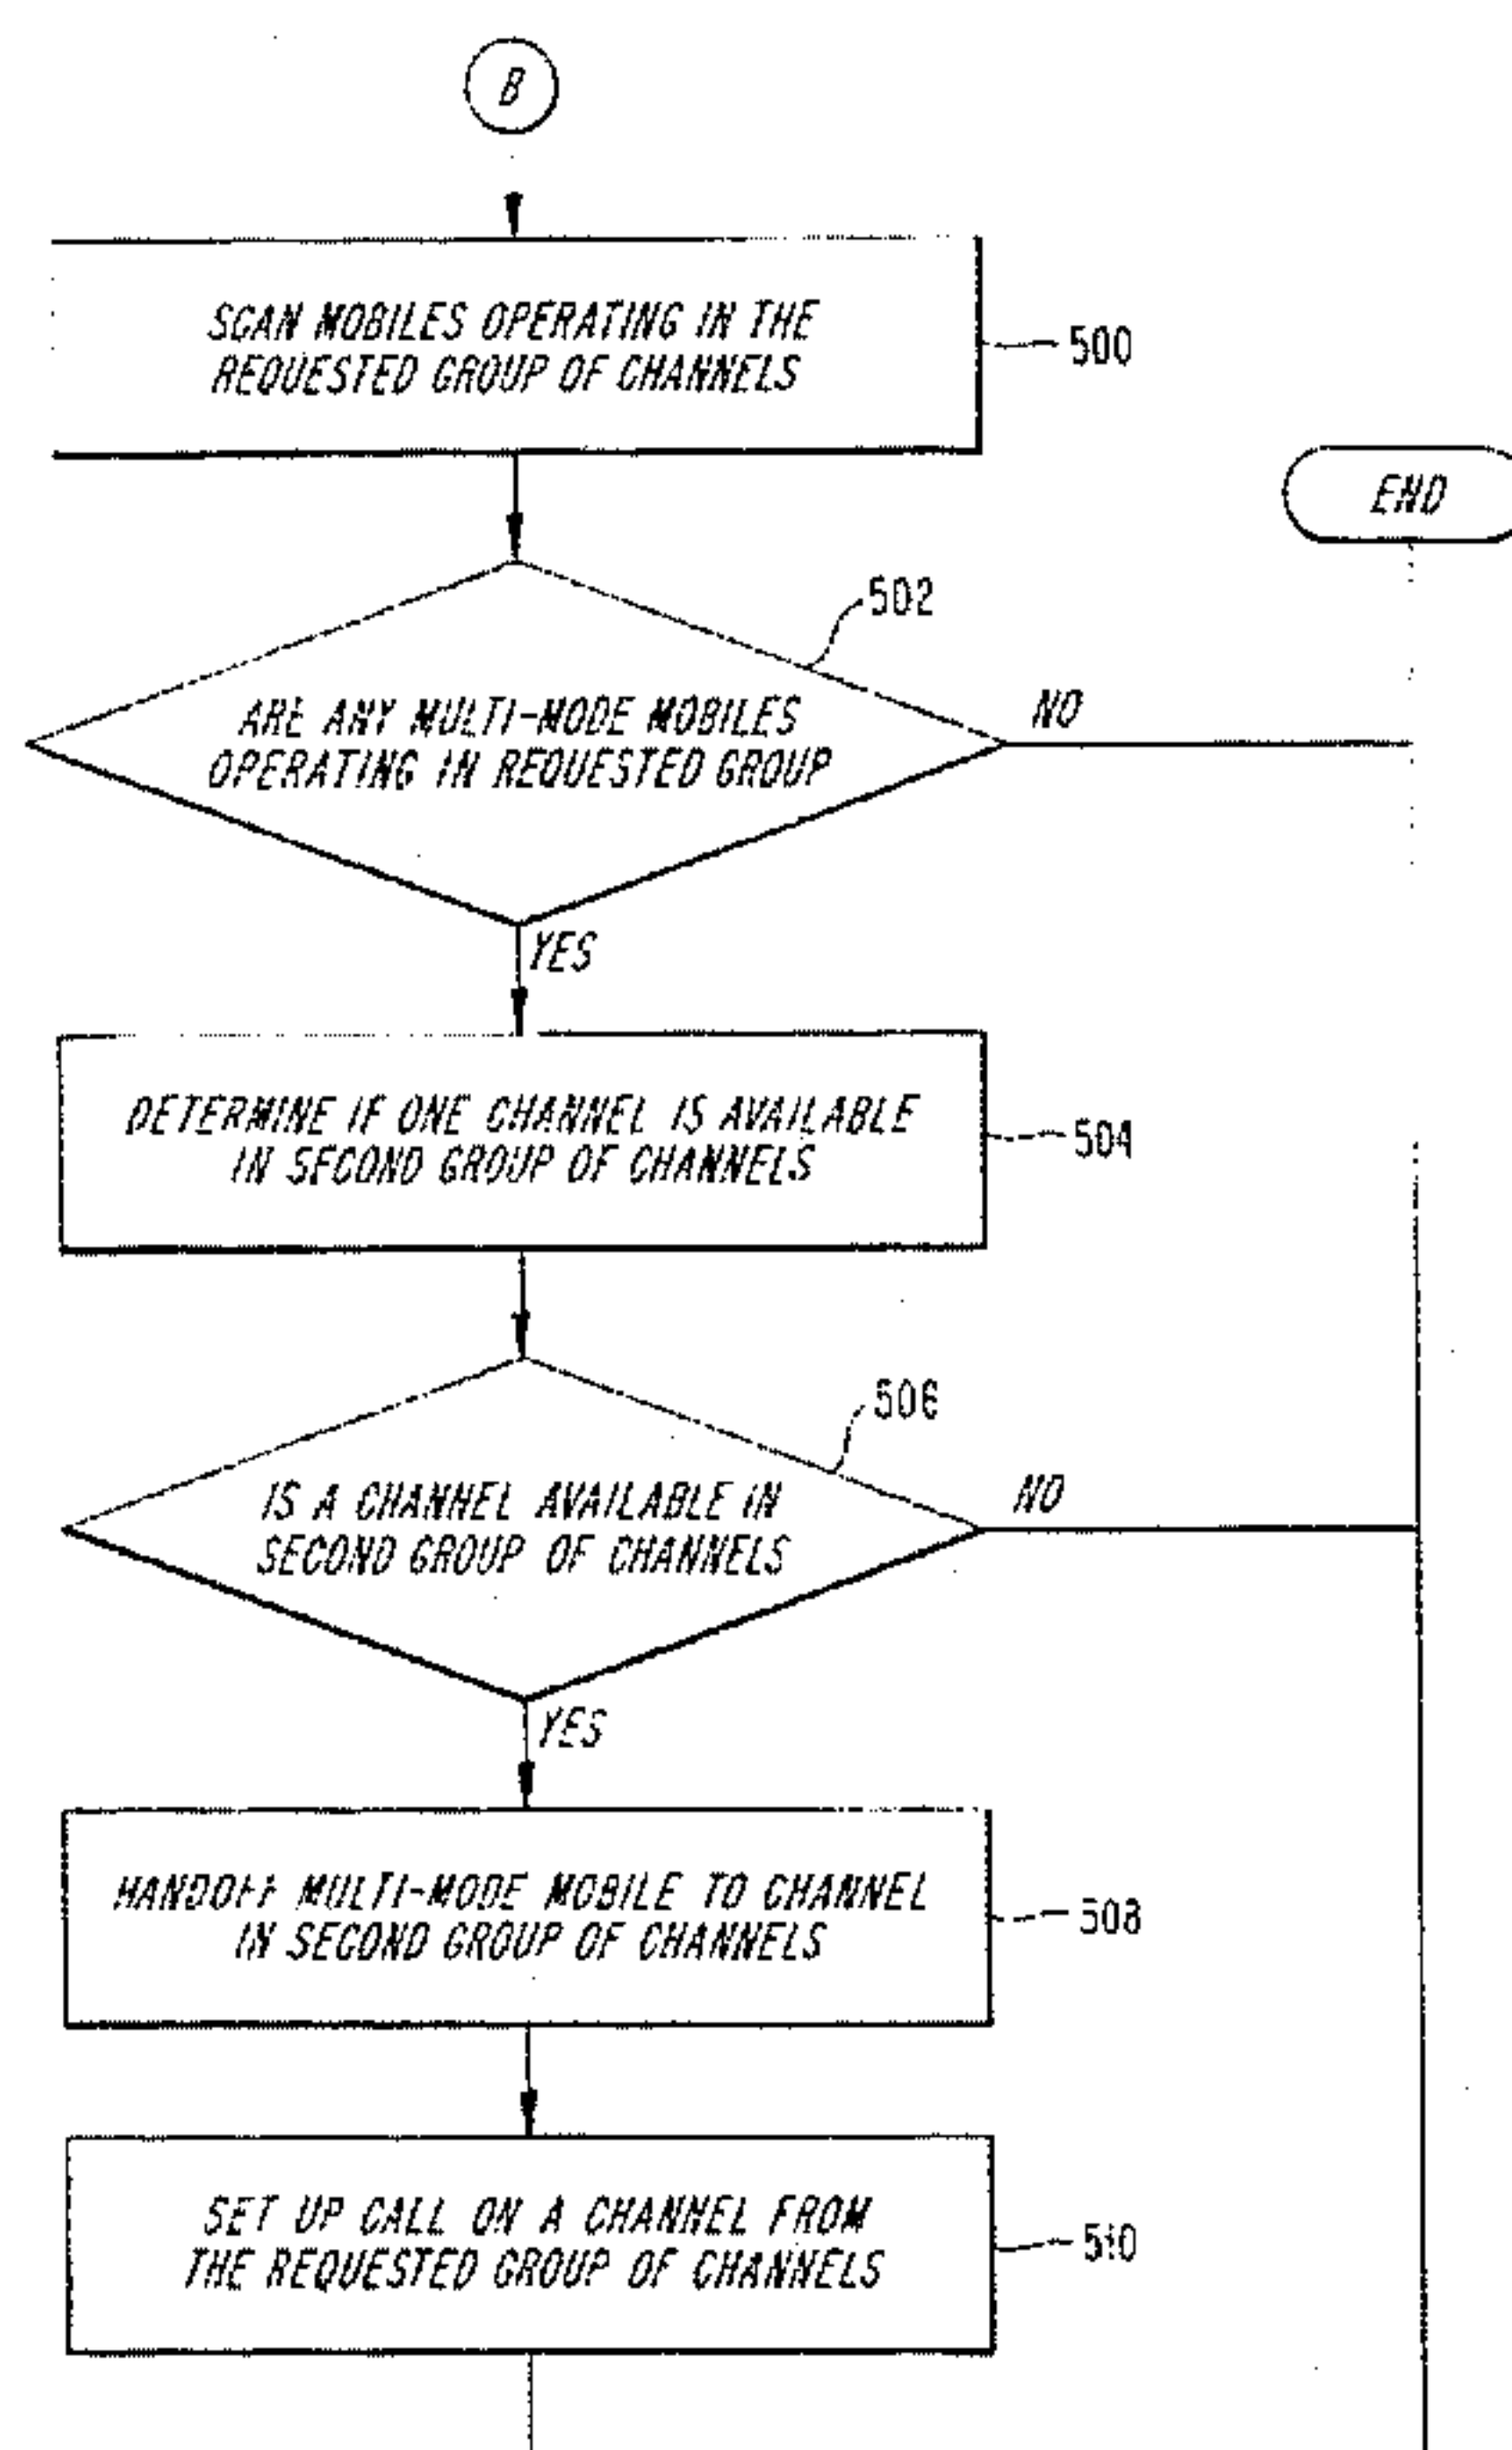 B
SCAN MOBILES OPERATING IN THE
REQUESTED GROUP OF CHANNELS
500
END
502
ARE ANY MULTI-MODE MOBILES
OPERATING IN REQUESTED GROUP
NO
YES
DETERMINE IF ONE CHANNEL IS AVAILABLE
IN SECOND GROUP OF CHANNELS
504
506
IS A CHANNEL AVAILABLE IN
SECOND GROUP OF CHANNELS
NO
YES
HANDOFF MULTI-MODE MOBILE TO CHANNEL
IN SECOND GROUP OF CHANNELS
508
SET UP CALL ON A CHANNEL FROM
THE REQUESTED GROUP OF CHANNELS
510